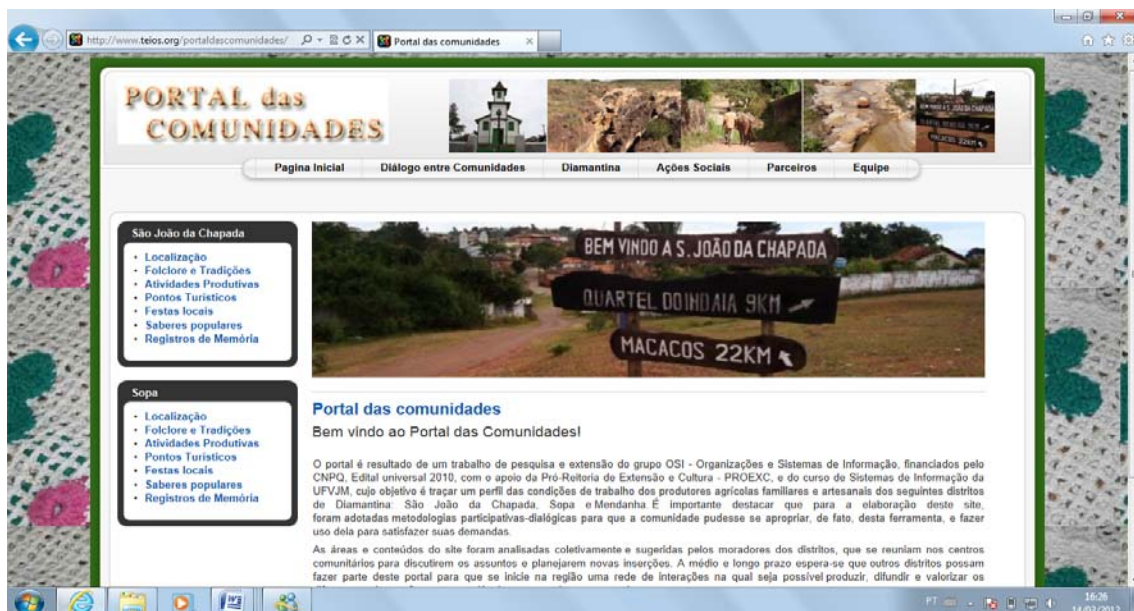 http://www.teios.org/portaldascomunidades/
Portal das comunidades
PORTAL das
COMUNIDADES
Pagina Inicial Diálogo entre Comunidades Diamantina Ações Sociais Parceiros Equipe
São João da Chapada
Localização
Folclore e Tradições
Atividades Produtivas
Pontos Turísticos
Festas locais
Saberes populares
Registros de Memória
Sopa
Localização
Folclore e Tradições
Atividades Produtivas
Pontos Turísticos
Festas locais
Saberes populares
Registros de Memória
BEM VINDO A S. JOÃO DA CHAPADA
QUARTEL DO INDAIA 9KM
MACACOS 22KM
Portal das comunidades
Bem vindo ao Portal das Comunidades!
O portal é resultado de um trabalho de pesquisa e extensão do grupo OSI - Organizações e Sistemas de Informação, financiados pelo
CNPQ, Edital universal 2010, com o apoio da Pró-Reitoria de Extensão e Cultura - PROEXC, e do curso de Sistemas de Informação da
UFVJM, cujo objetivo é traçar um perfil das condições de trabalho dos produtores agrícolas familiares e artesanais dos seguintes distritos
de Diamantina: São João da Chapada, Sopa e Mendanha. É importante destacar que para a elaboração deste site,
foram adotadas metodologias participativas-dialógicas para que a comunidade pudesse se apropriar, de fato, desta ferramenta, e fazer
uso dela para satisfazer suas demandas.
As áreas e conteúdos do site foram analisadas coletivamente e sugeridas pelos moradores dos distritos, que se reuniam nos centros
comunitários para discutirem os assuntos e planejarem novas inserções. A médio e longo prazo espera-se que outros distritos possam
fazer parte deste portal para que se inicie na região uma rede de interações na qual seja possível produzir, difundir e valorizar os
PT
16:26
14/03/2012